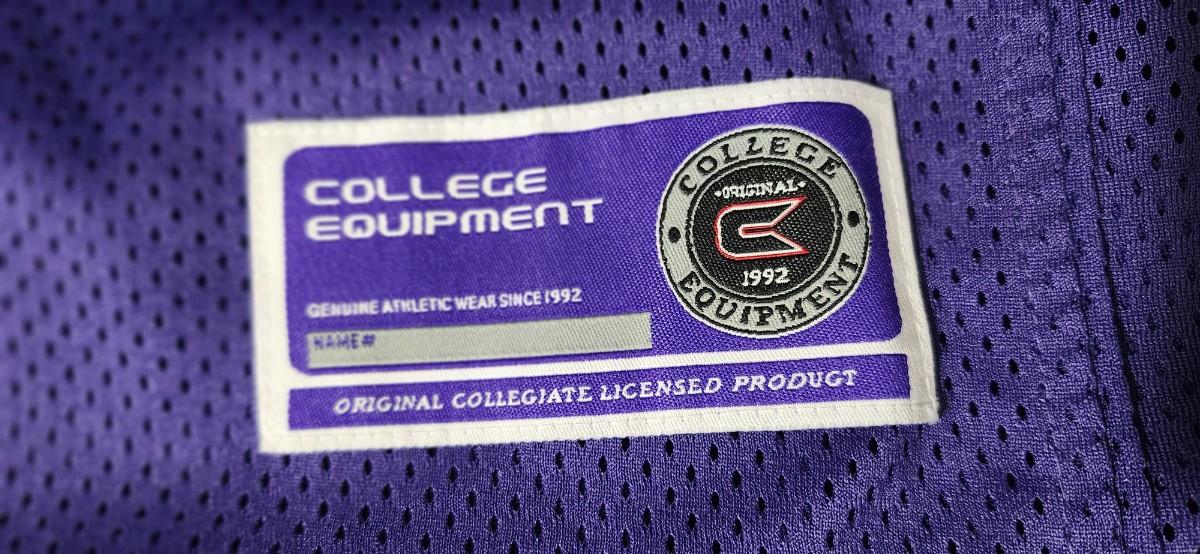 COLLEGE
EQUIPMENT
GENUINE ATHLETIC WEAR SINCE 1992
NAME#
ORIGINAL COLLEGIATE LICENSED PRODUCT
COLLEGE
•ORIGINAL•
1992
EQUIPMENT